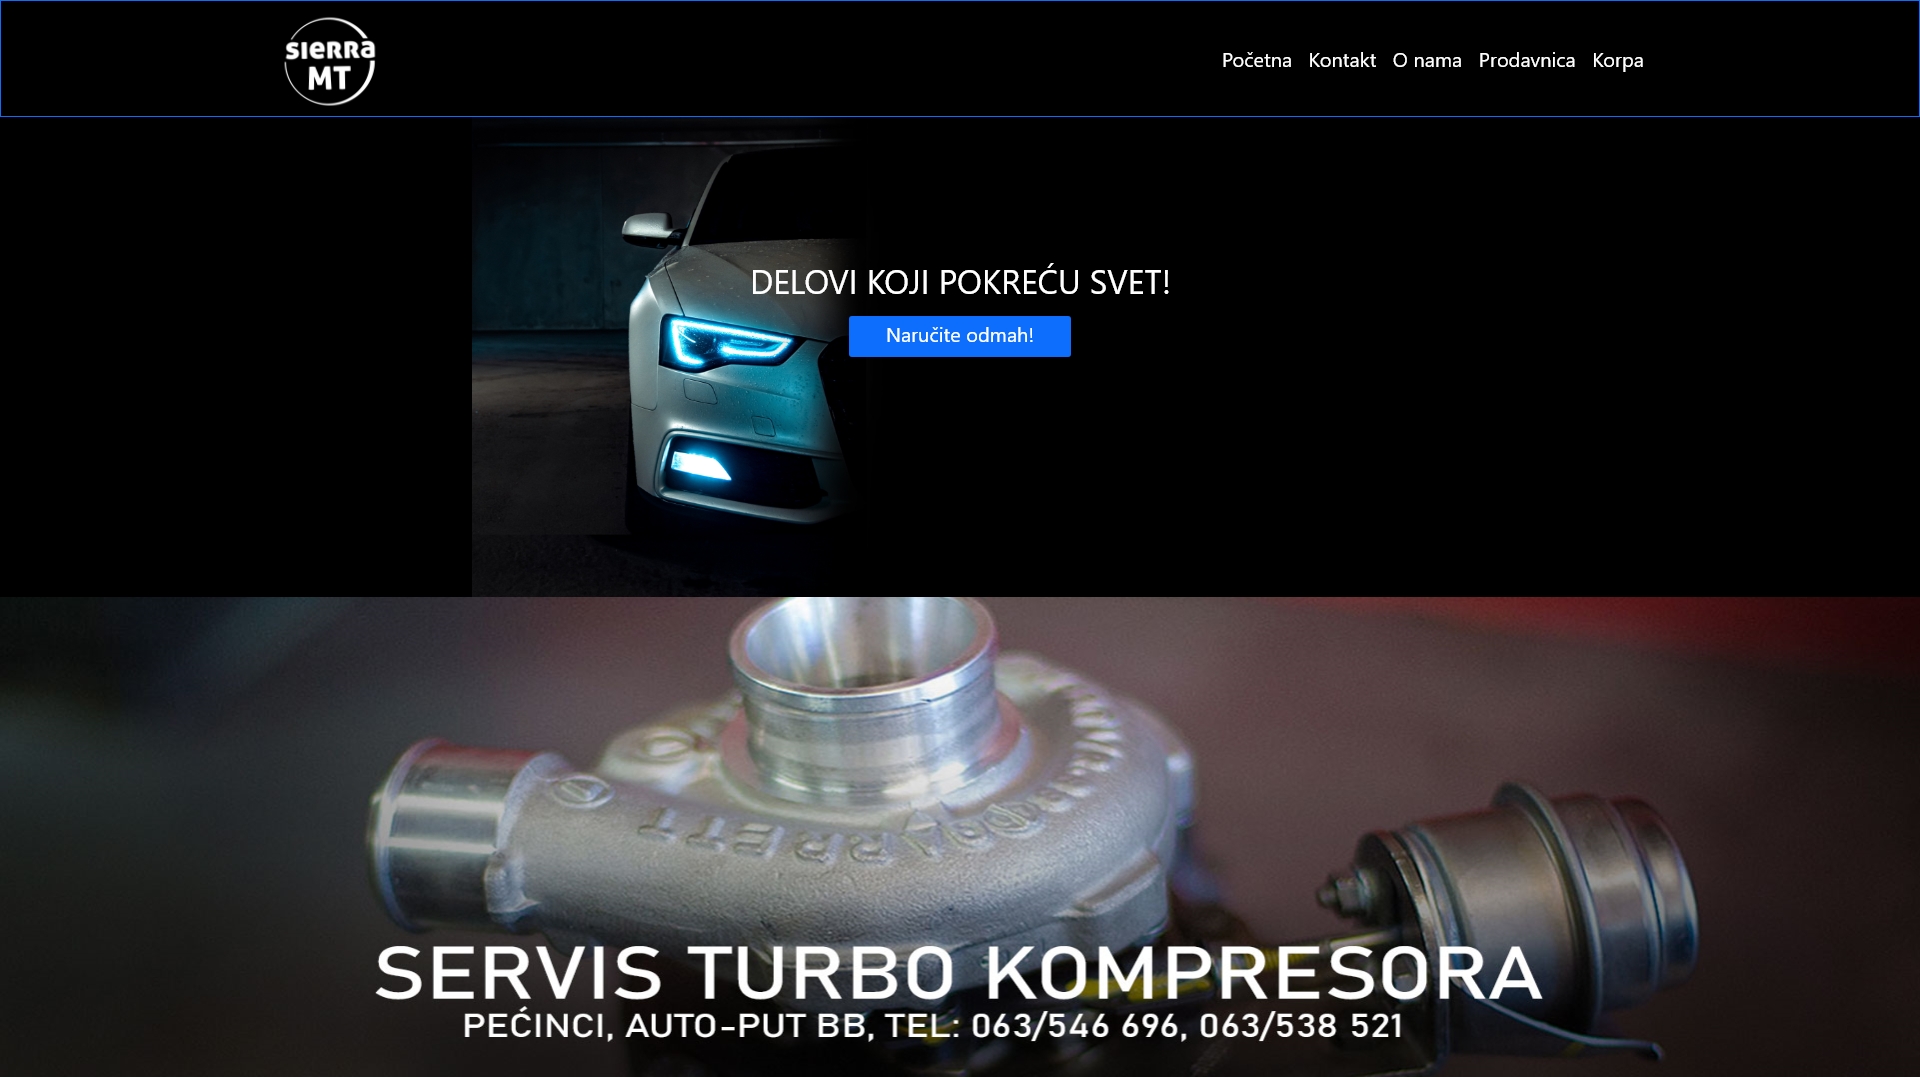 sierra
MT
Početna Kontakt O nama Prodavnica Korpa
DELOVI KOJI POKREĆU SVET!
Naručite odmah!
GARRETT
SERVIS TURBO KOMPRESORA
PEĆINCI, AUTO-PUT BB, TEL: 063/546 696, 063/538 521